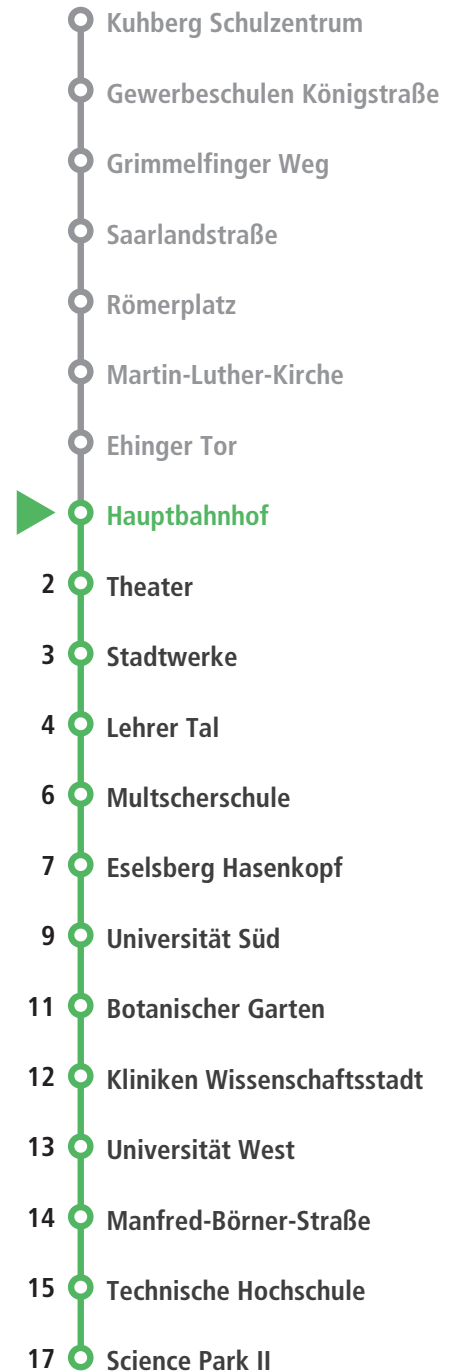 Kuhberg Schulzentrum
Gewerbeschulen Königstraße
Grimmelfinger Weg
Saarlandstraße
Römerplatz
Martin-Luther-Kirche
Ehinger Tor
Hauptbahnhof
2 Theater
3 Stadtwerke
4 Lehrer Tal
6 Multscherschule
7 Eselsberg Hasenkopf
9 Universität Süd
11 Botanischer Garten
12 Kliniken Wissenschaftsstadt
13 Universität West
14 Manfred-Börner-Straße
15 Technische Hochschule
17 Science Park II